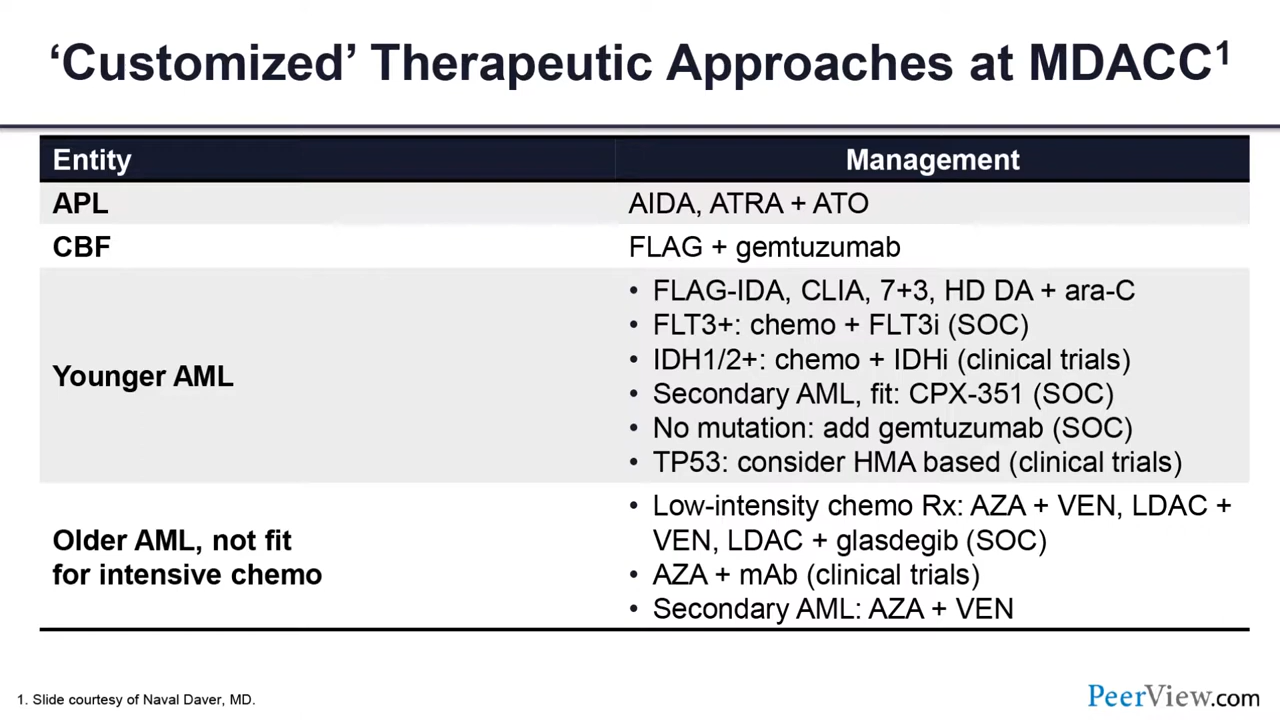 ‘Customized’ Therapeutic Approaches at MDACC1
Entity
Management
APL
AIDA, ATRA + ATO
CBF
FLAG + gemtuzumab
Younger AML
• FLAG-IDA, CLIA, 7+3, HD DA + ara-C
• FLT3+: chemo + FLT3i (SOC)
• IDH1/2+: chemo + IDHi (clinical trials)
• Secondary AML, fit: CPX-351 (SOC)
• No mutation: add gemtuzumab (SOC)
• TP53: consider HMA based (clinical trials)
Older AML, not fit
for intensive chemo
• Low-intensity chemo Rx: AZA + VEN, LDAC +
VEN, LDAC + glasdegib (SOC)
• AZA + mAb (clinical trials)
• Secondary AML: AZA + VEN
1. Slide courtesy of Naval Daver, MD.
PeerView.com